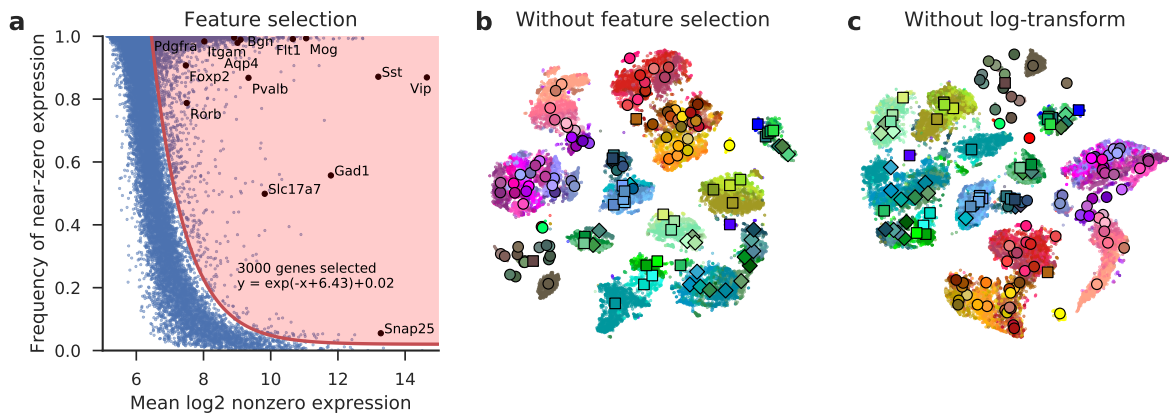 a
Feature selection
Frequency of near-zero expression
1.0
0.8
0.6
0.4
0.2
0.0
6
8
10
12
14
Mean log2 nonzero expression
Pdgfra
Itgam
Bgn
Flt1
Mog
Aqp4
Foxp2
Pvalb
Sst
Vip
Rorb
Gad1
Slc17a7
3000 genes selected
y = exp(-x+6.43)+0.02
Snap25
b
Without feature selection
c
Without log-transform